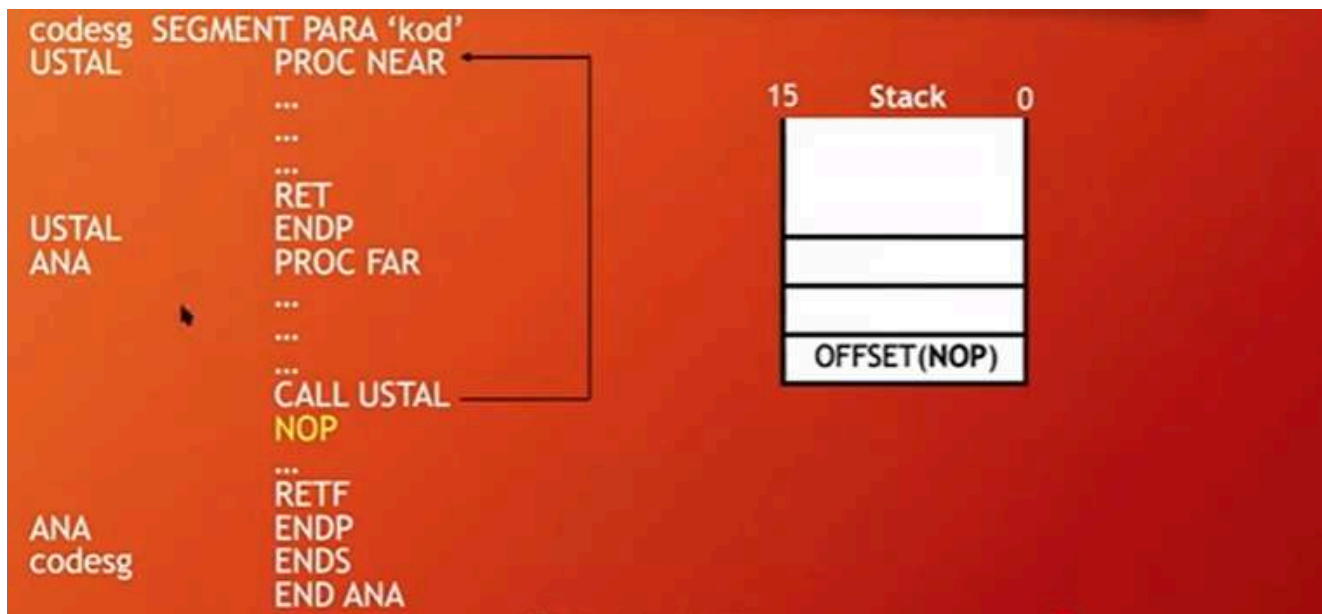 codesg SEGMENT PARA ‘kod’
USTAL PROC NEAR
...
...
...
RET
USTAL ENDP
ANA PROC FAR
...
...
...
CALL USTAL
NOP
...
RETF
ANA ENDP
codesg ENDS
END ANA
15 Stack 0
OFFSET(NOP)